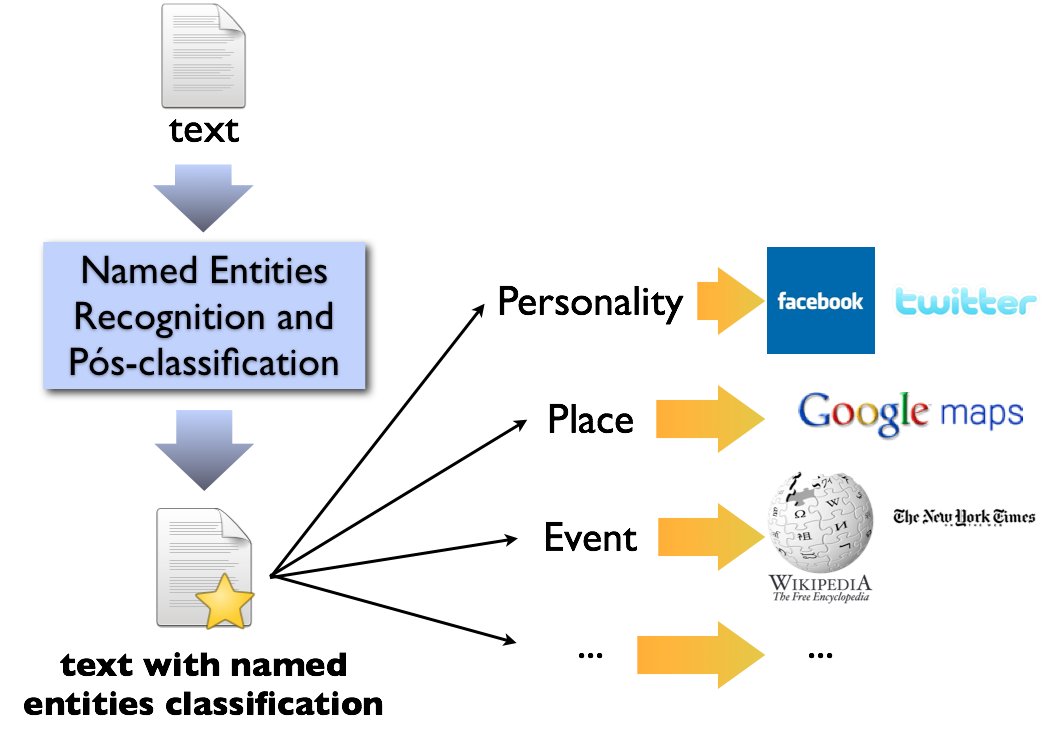 text
Named Entities
Recognition and
Pós-classification
text with named
entities classification
Personality
facebook
twitter
Place
Google maps
Event
WIKIPEDIA
The Free Encyclopedia
The New York Times
...
...